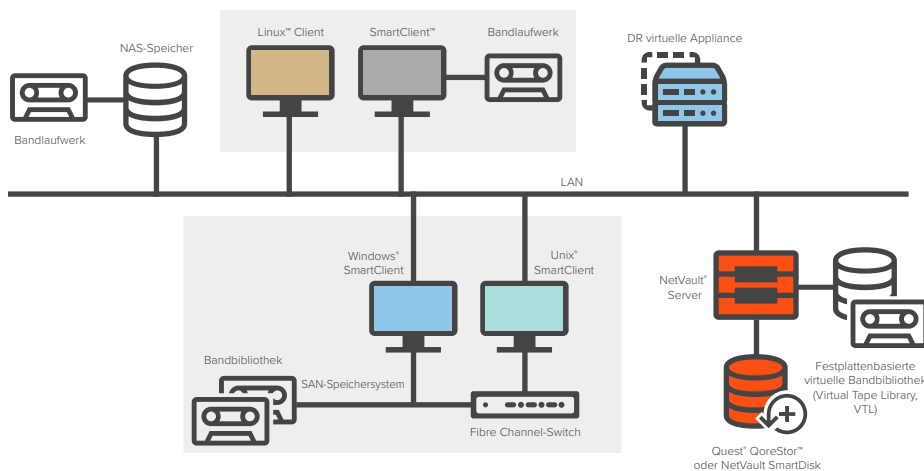 Linux™ Client
SmartClient™
Bandlaufwerk
DR virtuelle Appliance
NAS-Speicher
Bandlaufwerk
LAN
Windows®
SmartClient
Unix®
SmartClient
NetVault®
Server
Bandbibliothek
SAN-Speichersystem
Fibre Channel-Switch
Festplattenbasierte
virtuelle Bandbibliothek
(Virtual Tape Library,
VTL)
Quest® QoreStor™
oder NetVault SmartDisk